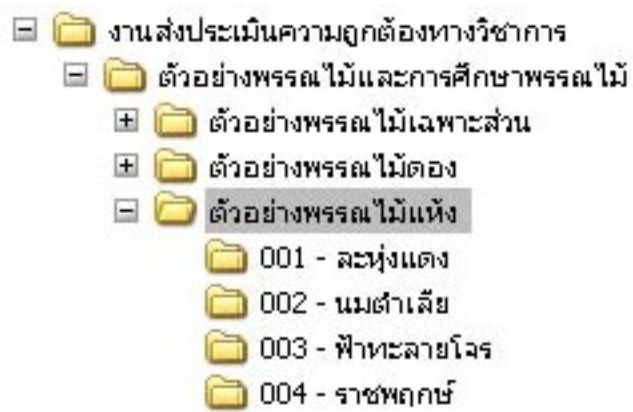 งานส่งประเมินความถูกต้องทางวิชาการ
ตัวอย่างพรรณไม้และการศึกษาพรรณไม้
ตัวอย่างพรรณไม้เฉพาะส่วน
ตัวอย่างพรรณไม้ดอง
ตัวอย่างพรรณไม้แห้ง
001 - ละหุ่งแดง
002 - นมตำเลีย
003 - ฟ้าทะลายโจร
004 - ราชพฤกษ์